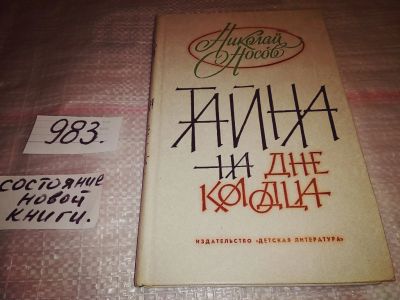 Николай
Носов
ТАЙНА
НА ДНЕ
КОЛОДЦА
ИЗДАТЕЛЬСТВО «ДЕТСКАЯ ЛИТЕРАТУРА»
983.
СОСТОЯНИЕ
НОВОЙ
КНИГИ.